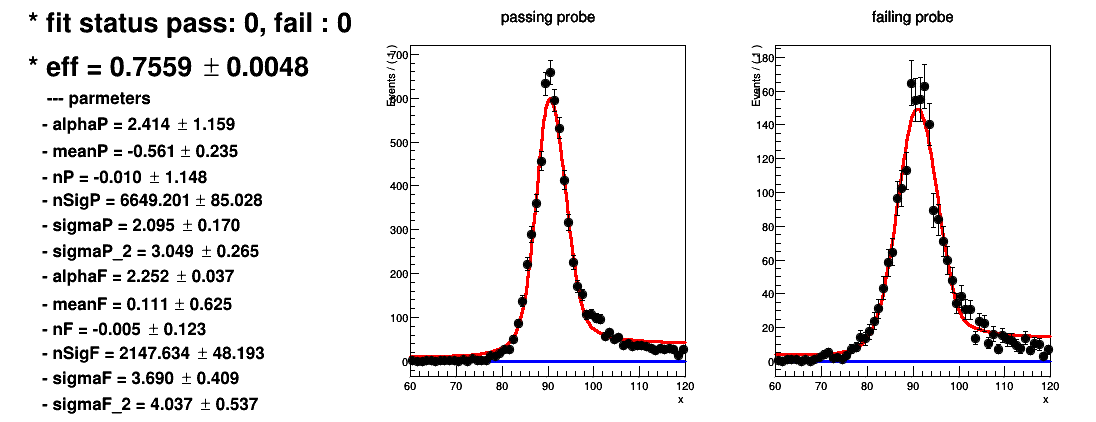 * fit status pass: 0, fail : 0
* eff = 0.7559 ± 0.0048
--- parmeters
- alphaP = 2.414 ± 1.159
- meanP = -0.561 ± 0.235
- nP = -0.010 ± 1.148
- nSigP = 6649.201 ± 85.028
- sigmaP = 2.095 ± 0.170
- sigmaP_2 = 3.049 ± 0.265
- alphaF = 2.252 ± 0.037
- meanF = 0.111 ± 0.625
- nF = -0.005 ± 0.123
- nSigF = 2147.634 ± 48.193
- sigmaF = 3.690 ± 0.409
- sigmaF_2 = 4.037 ± 0.537
passing probe
Events / ( 1 )
700
600
500
400
300
200
100
0
60 70 80 90 100 110 120
x
failing probe
Events / ( 1 )
180
160
140
120
100
80
60
40
20
0
60 70 80 90 100 110 120
x